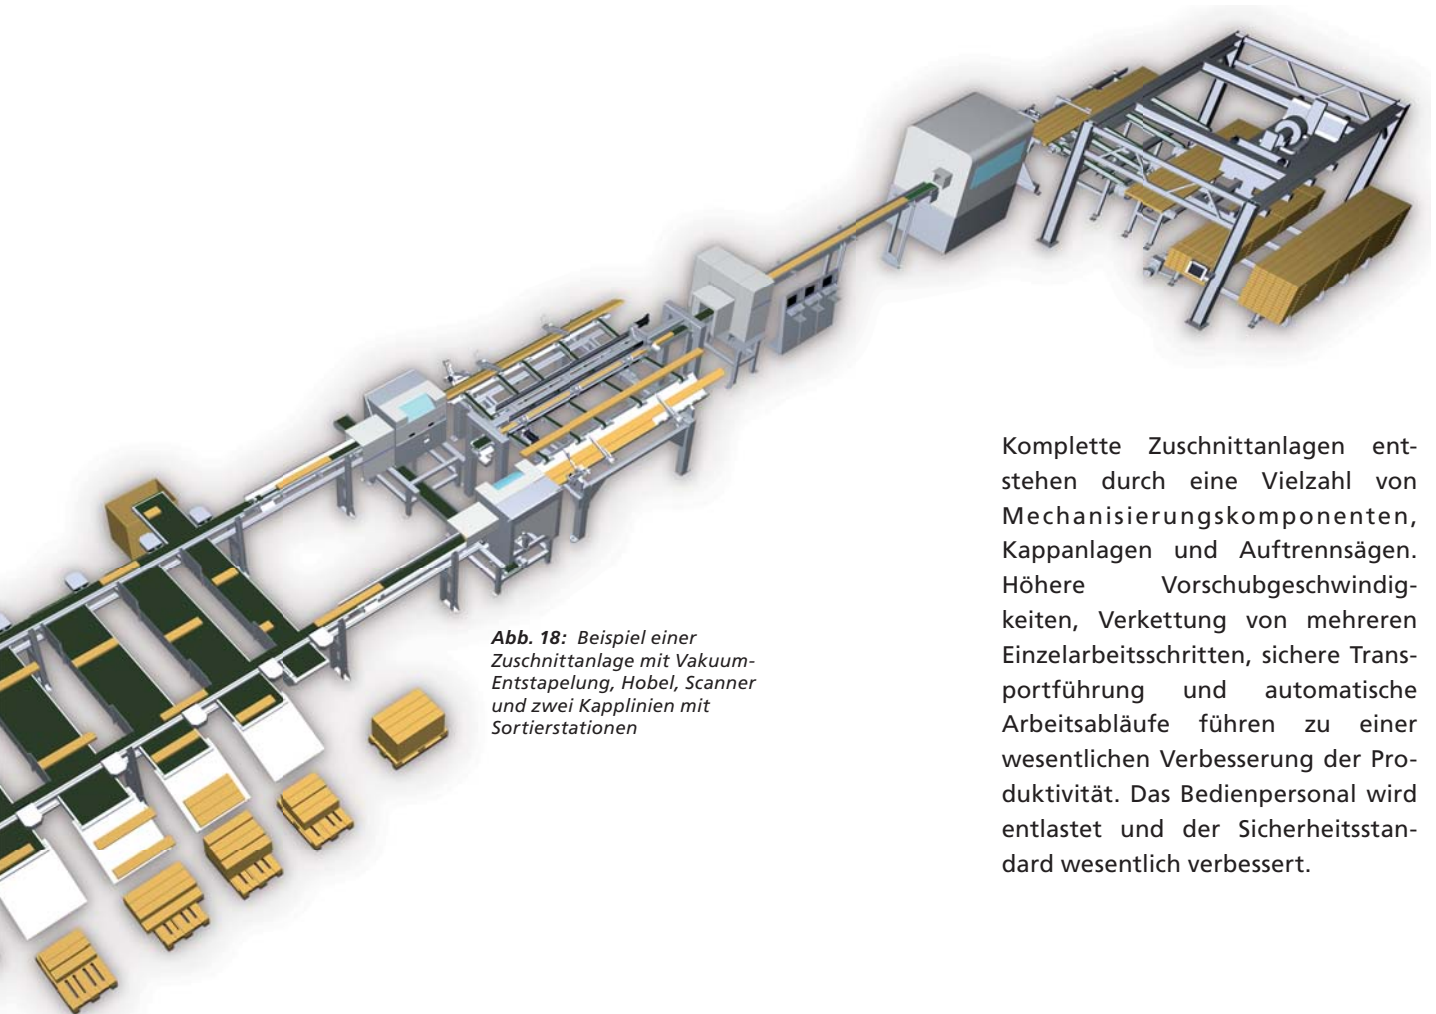 Komplette Zuschnittanlagen ent-
stehen durch eine Vielzahl von
Mechanisierungskomponenten,
Kappanlagen und Auftrennsägen.
Höhere Vorschubgeschwindig-
keiten, Verkettung von mehreren
Einzelarbeitsschritten, sichere Trans-
portführung und automatische
Arbeitsabläufe führen zu einer
wesentlichen Verbesserung der Pro-
duktivität. Das Bedienpersonal wird
entlastet und der Sicherheitsstan-
dard wesentlich verbessert.
Abb. 18: Beispiel einer
Zuschnittanlage mit Vakuum-
Entstapelung, Hobel, Scanner
und zwei Kapplinien mit
Sortierstationen